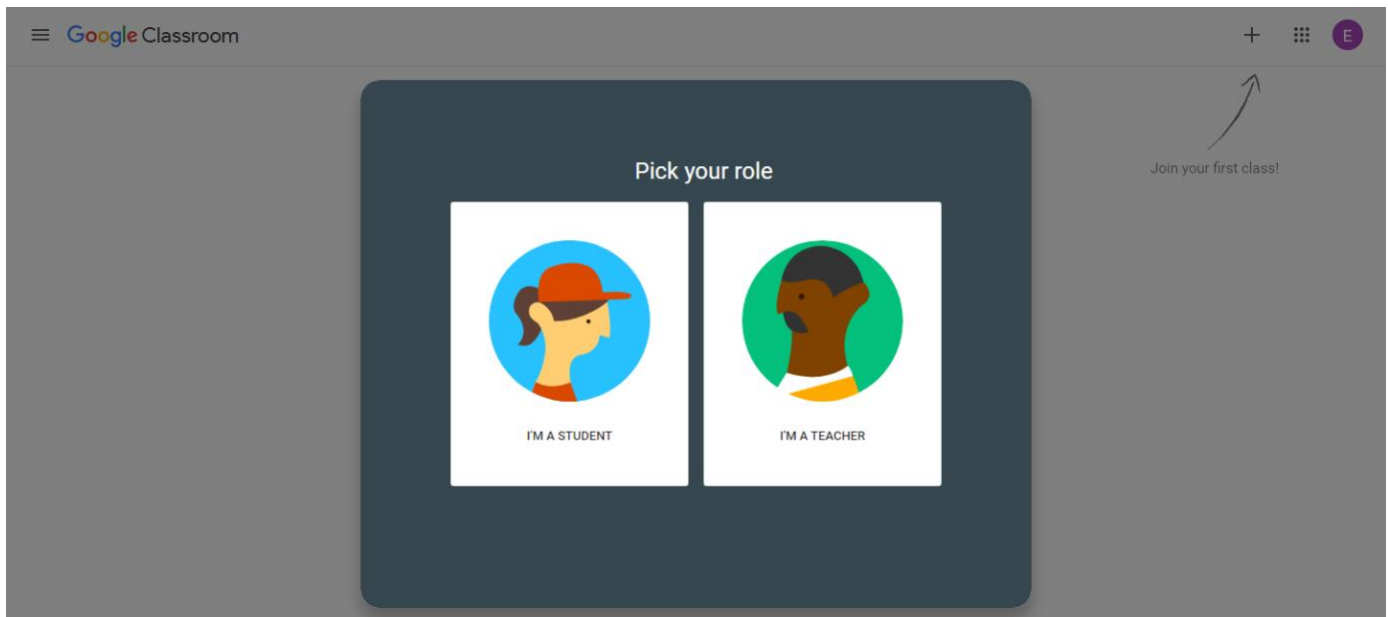 Google Classroom
E
Join your first class!
Pick your role
I'M A STUDENT
I'M A TEACHER